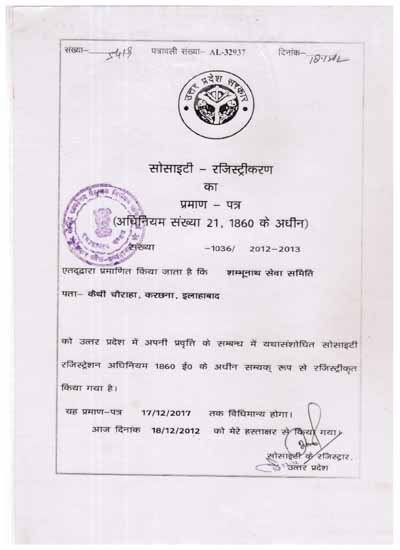 संख्या- 5419 पत्रावली संख्या- AL-32937 दिनांक-
उत्तर प्रदेश सरकार
सोसाइटी - रजिस्ट्रीकरण
का
प्रमाण - पत्र
(अधिनियम संख्या 21, 1860 के अधीन)
संख्या -1036/ 2012-2013
एतद्द्वारा प्रमाणित किया जाता है कि शम्भूनाथ सेवा समिति
पता- कैथी चौराहा, करछना, इलाहाबाद
को उत्तर प्रदेश में अपनी प्रवृत्ति के सम्बन्ध में यथासंशोधित सोसाइटी
रजिस्ट्रेशन अधिनियम 1860 ई0 के अधीन सम्यक् रूप से रजिस्ट्रीकृत
किया गया है।
यह प्रमाण-पत्र 17/12/2017 तक विधिमान्य होगा।
आज दिनांक 18/12/2012 को मेरे हस्ताक्षर से किया गया।
सोसाइटी के रजिस्ट्रार,
उत्तर प्रदेश